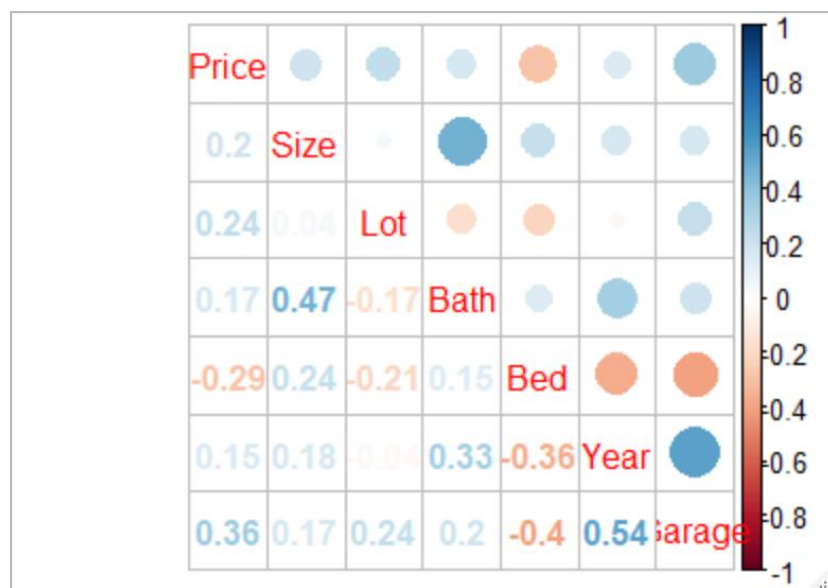 Price
0.2 Size
0.24 0.04 Lot
0.17 0.47 -0.17 Bath
-0.29 0.24 -0.21 0.15 Bed
0.15 0.18 -0.04 0.33 -0.36 Year
0.36 0.17 0.24 0.2 -0.4 0.54 Garage
1
0.8
0.6
0.4
0.2
0
-0.2
-0.4
-0.6
-0.8
-1